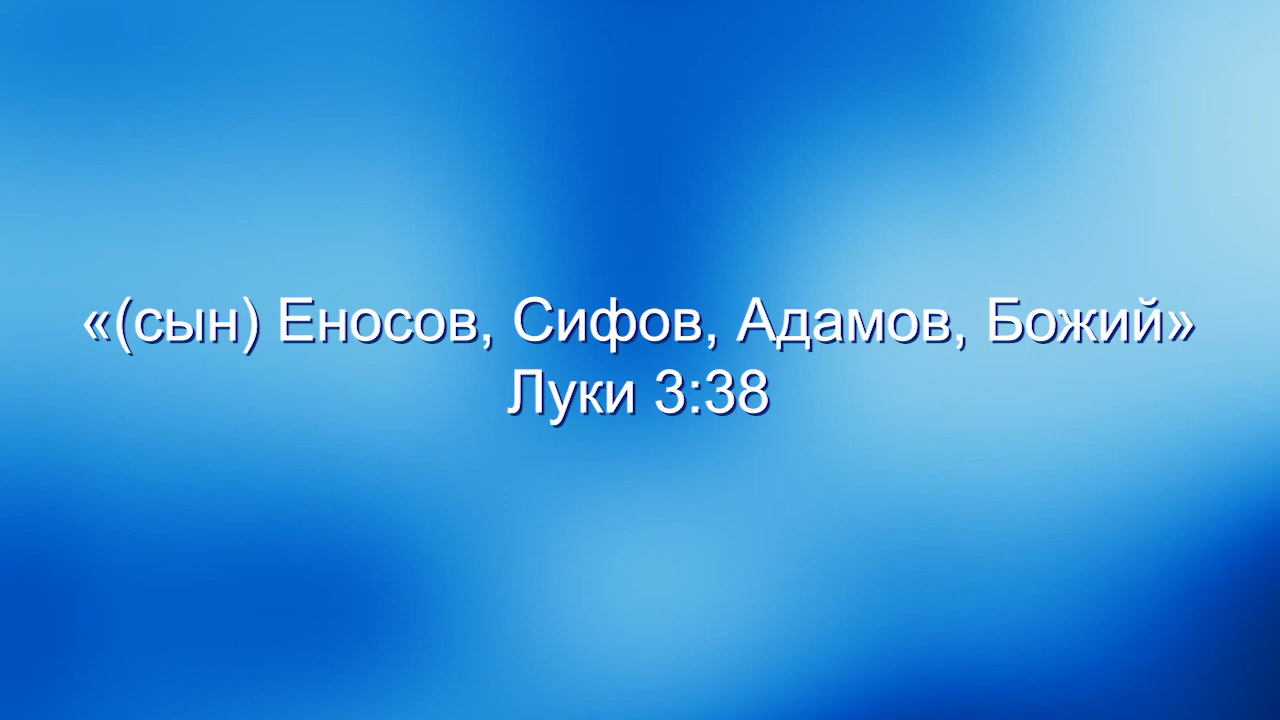 «(сын) Еносов, Сифов, Адамов, Божий»
Луки 3:38